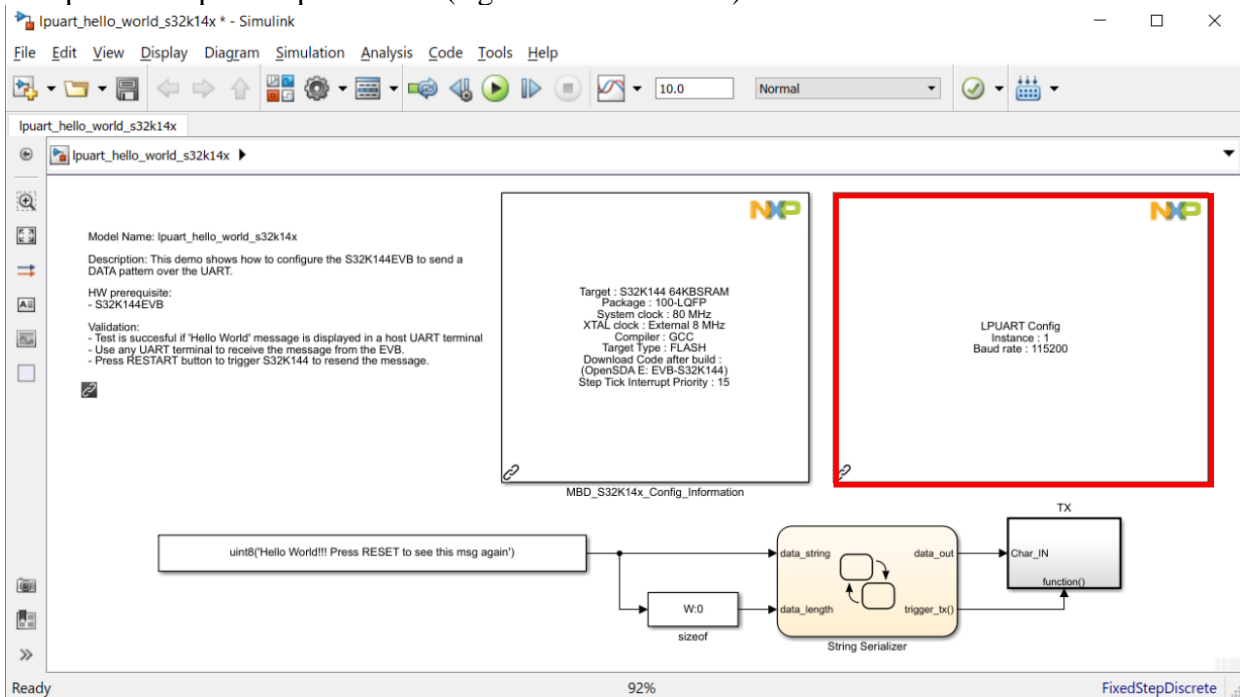 lpuart_hello_world_s32k14x * - Simulink
File Edit View Display Diagram Simulation Analysis Code Tools Help
10.0 Normal
lpuart_hello_world_s32k14x
lpuart_hello_world_s32k14x
Model Name: lpuart_hello_world_s32k14x
Description: This demo shows how to configure the S32K144EVB to send a
DATA pattern over the UART.
HW prerequisite:
- S32K144EVB
Validation:
- Test is succesful if 'Hello World' message is displayed in a host UART terminal
- Use any UART terminal to receive the message from the EVB.
- Press RESTART button to trigger S32K144 to resend the message.
NXP
Target : S32K144 64KBSRAM
Package : 100-LQFP
System clock : 80 MHz
XTAL clock : External 8 MHz
Compiler : GCC
Target Type : FLASH
Download Code after build :
(OpenSDA E: EVB-S32K144)
Step Tick Interrupt Priority : 15
MBD_S32K14x_Config_Information
NXP
LPUART Config
Instance : 1
Baud rate : 115200
uint8('Hello World!!! Press RESET to see this msg again')
W:0
sizeof
data_string
data_length
data_out
trigger_tx()
String Serializer
TX
Char_IN
function()
Ready 92% FixedStepDiscrete